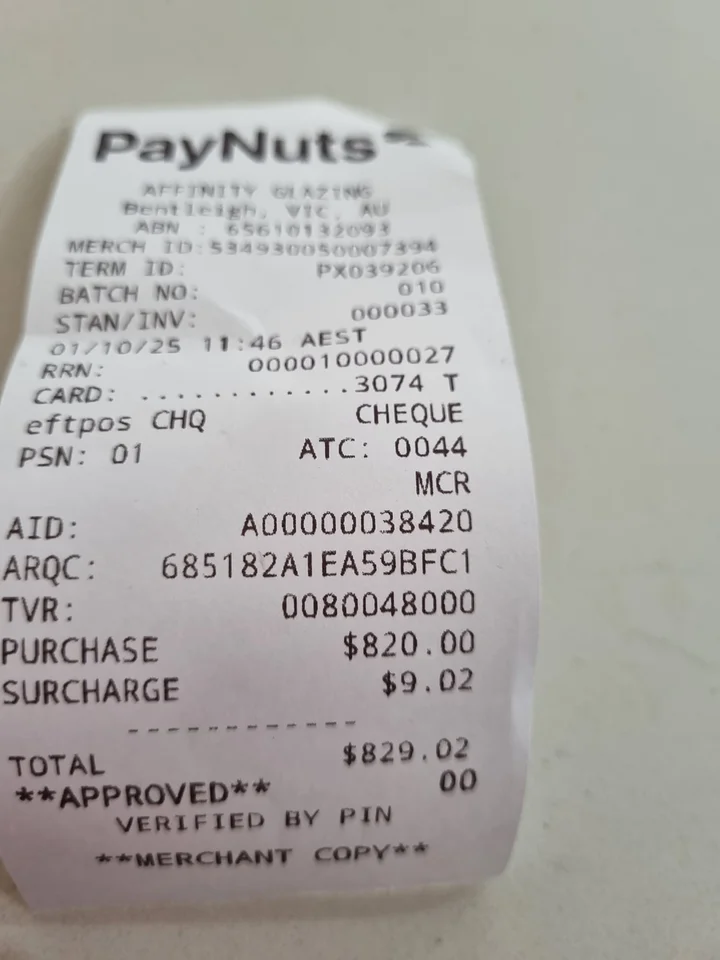 PayNuts
AFFINITY GLAZING
Bentleigh, VIC, AU
ABN : 65610132093
MERCH ID:534930050007394
TERM ID: PX039206
BATCH NO: 010
STAN/INV: 000033
01/10/25 11:46 AEST
RRN: 000010000027
CARD: ............3074 T
eftpos CHQ CHEQUE
PSN: 01 ATC: 0044
MCR
AID: A00000038420
ARQC: 685182A1EA59BFC1
TVR: 0080048000
PURCHASE $820.00
SURCHARGE $9.02
------------
TOTAL $829.02
**APPROVED** 00
VERIFIED BY PIN
**MERCHANT COPY**